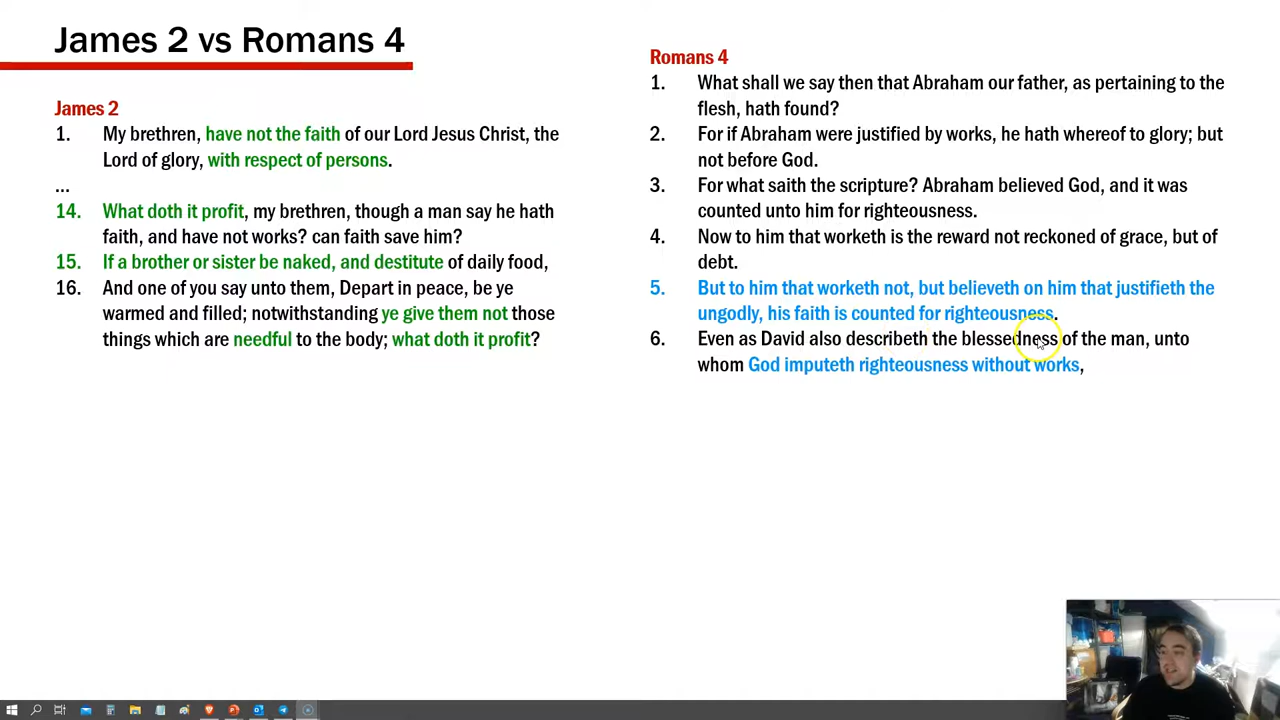 James 2 vs Romans 4
James 2
1. My brethren, have not the faith of our Lord Jesus Christ, the
Lord of glory, with respect of persons.
...
14. What doth it profit, my brethren, though a man say he hath
faith, and have not works? can faith save him?
15. If a brother or sister be naked, and destitute of daily food,
16. And one of you say unto them, Depart in peace, be ye
warmed and filled; notwithstanding ye give them not those
things which are needful to the body; what doth it profit?
Romans 4
1. What shall we say then that Abraham our father, as pertaining to the
flesh, hath found?
2. For if Abraham were justified by works, he hath whereof to glory; but
not before God.
3. For what saith the scripture? Abraham believed God, and it was
counted unto him for righteousness.
4. Now to him that worketh is the reward not reckoned of grace, but of
debt.
5. But to him that worketh not, but believeth on him that justifieth the
ungodly, his faith is counted for righteousness.
6. Even as David also describeth the blessedness of the man, unto
whom God imputeth righteousness without works,